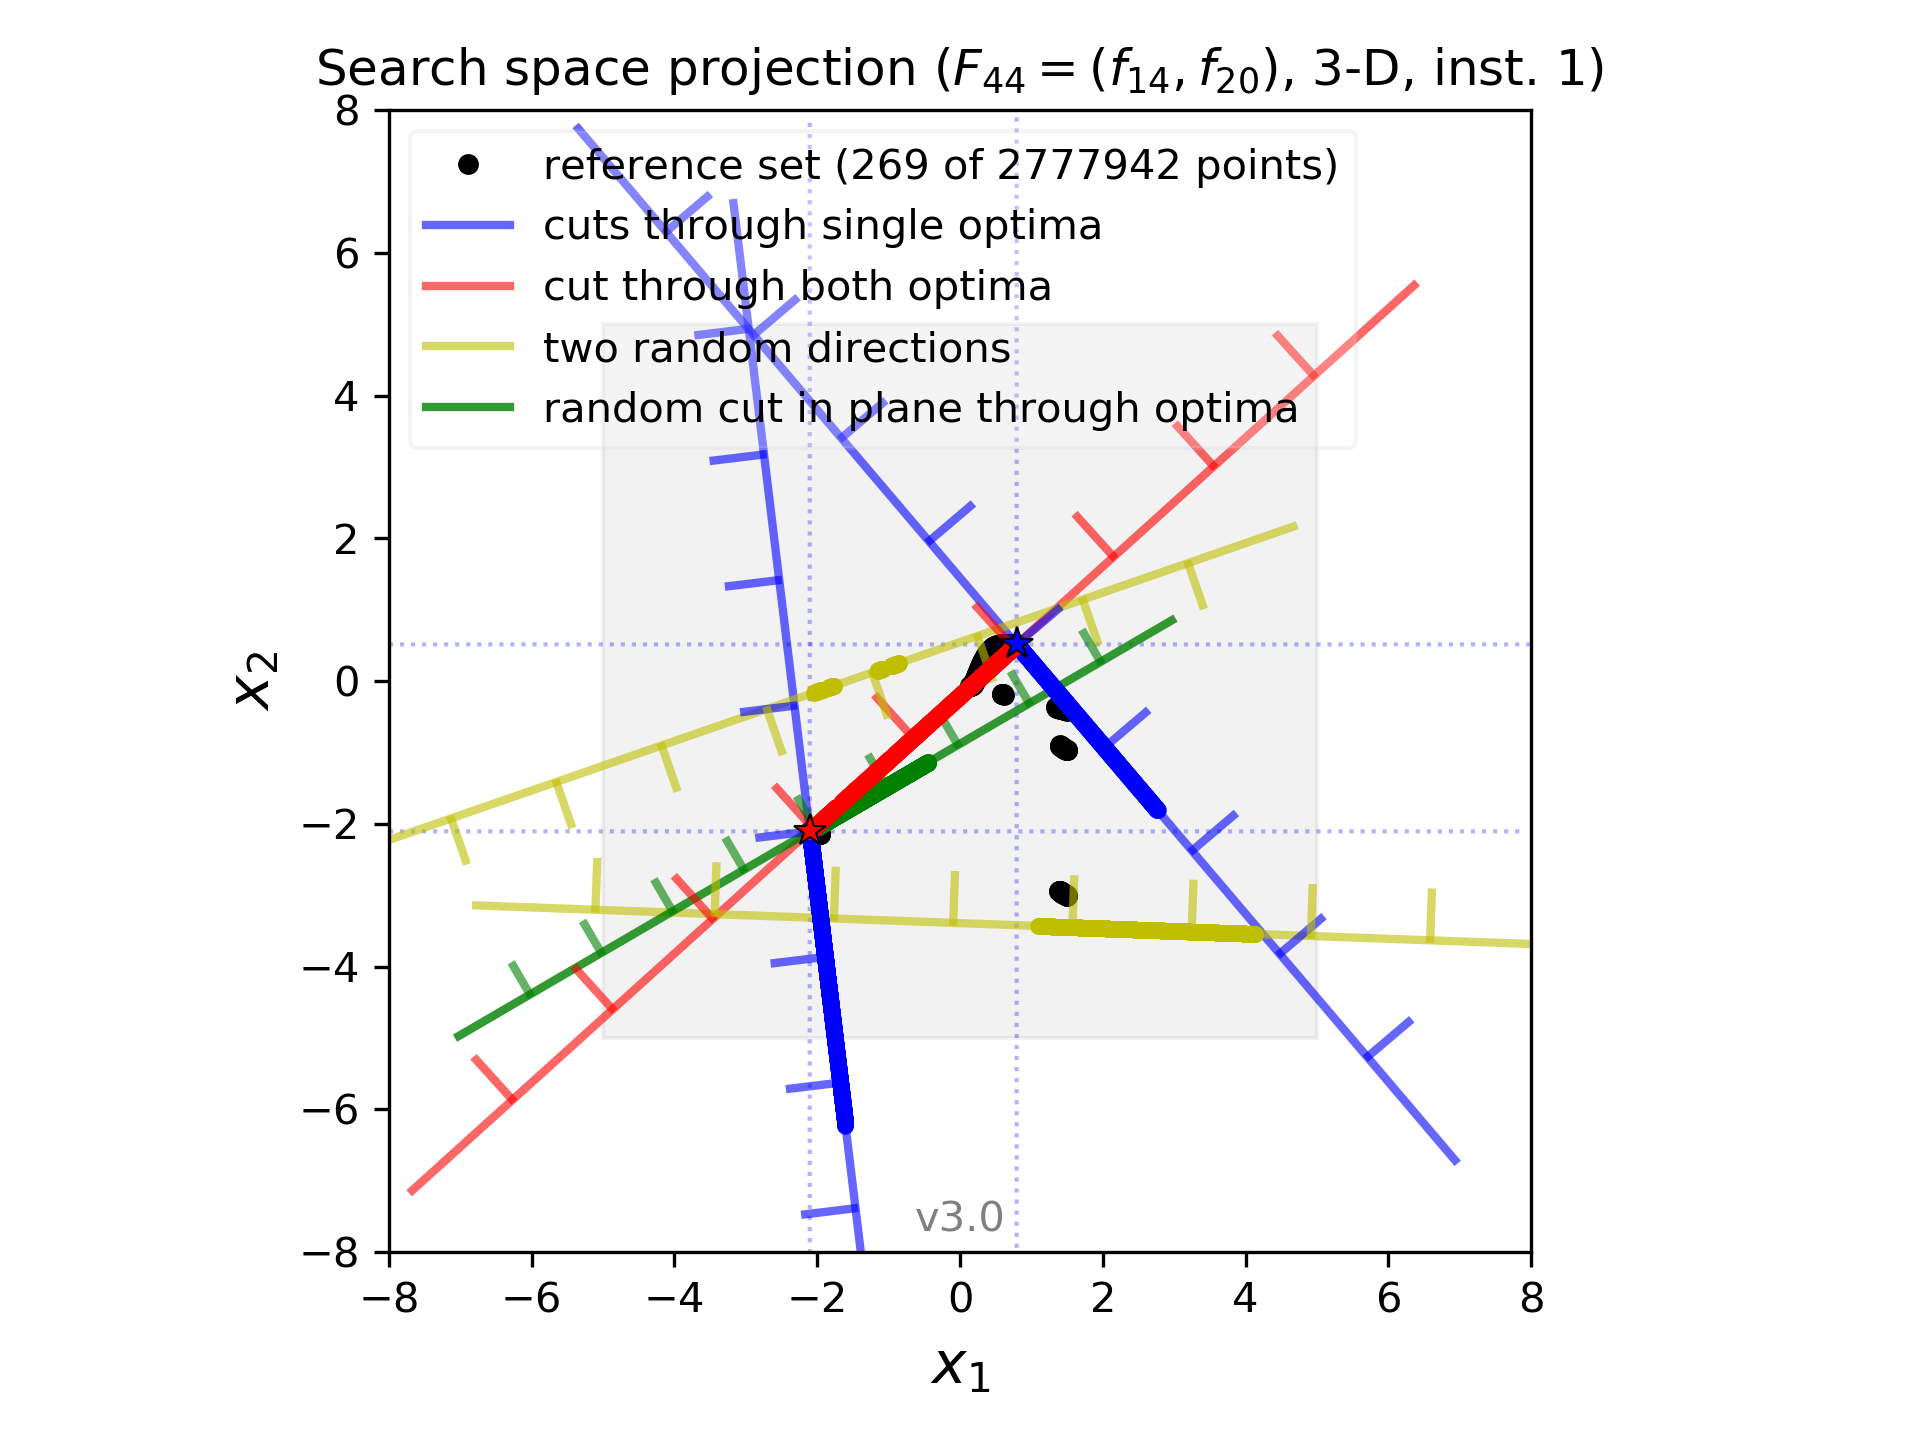 Search space projection (F44 = (f14, f20), 3-D, inst. 1)
reference set (269 of 2777942 points)
cuts through single optima
cut through both optima
two random directions
random cut in plane through optima
8
6
4
2
0
−2
−4
−6
−8
x2
v3.0
−8 −6 −4 −2 0 2 4 6 8
x1